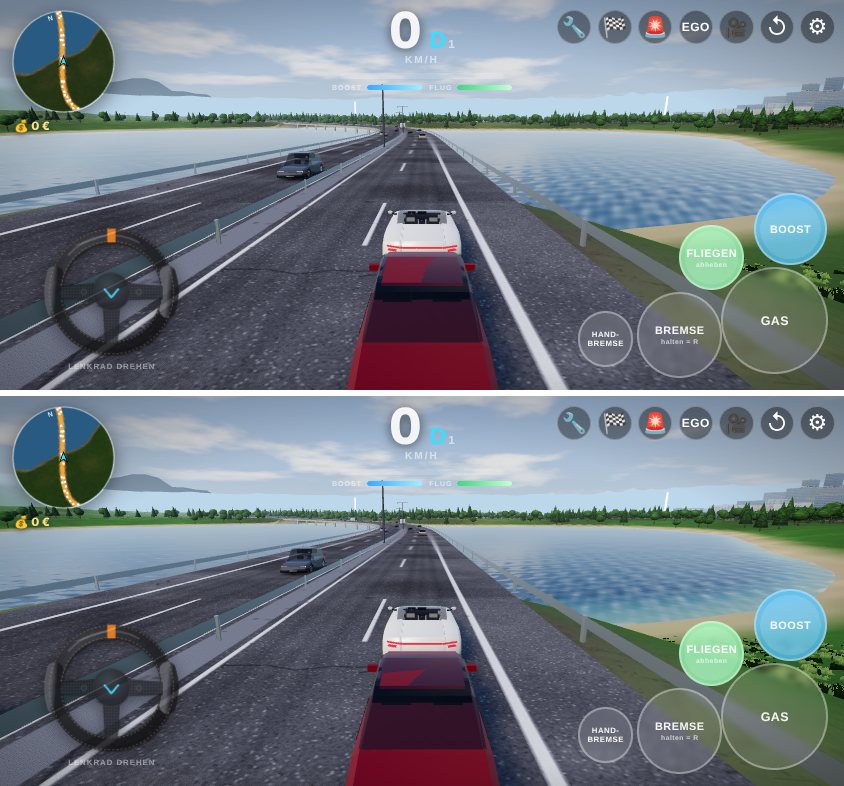 N
0 D1
KM/H
BOOST FLUG
EGO
💰0 €
BOOST
FLIEGEN
abheben
GAS
HAND-
BREMSE
BREMSE
halten = R
LENKRAD DREHEN
N
0 D1
KM/H
BOOST FLUG
EGO
💰0 €
BOOST
FLIEGEN
abheben
GAS
HAND-
BREMSE
BREMSE
halten = R
LENKRAD DREHEN